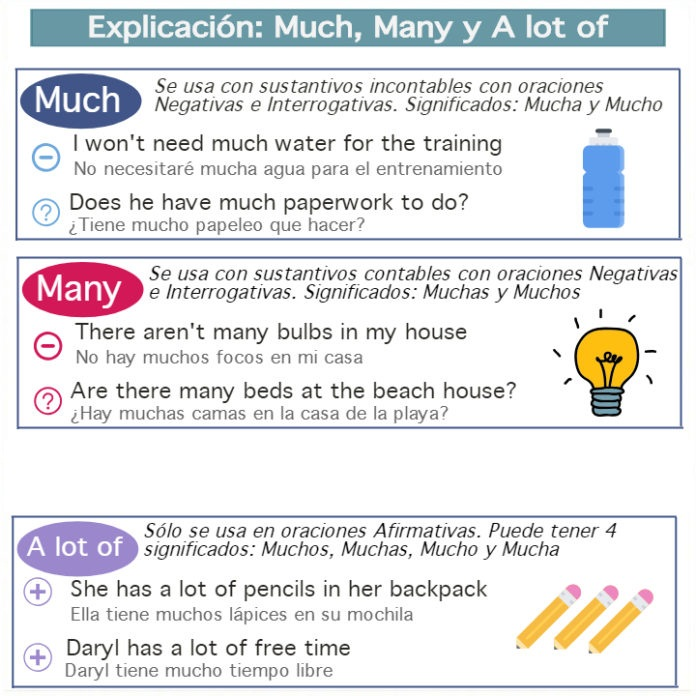 Explicación: Much, Many y A lot of
Much
Se usa con sustantivos incontables con oraciones
Negativas e Interrogativas. Significados: Mucha y Mucho
I won't need much water for the training
No necesitaré mucha agua para el entrenamiento
? Does he have much paperwork to do?
¿Tiene mucho papeleo que hacer?
Many
Se usa con sustantivos contables con oraciones Negativas
e Interrogativas. Significados: Muchas y Muchos
There aren't many bulbs in my house
No hay muchos focos en mi casa
? Are there many beds at the beach house?
¿Hay muchas camas en la casa de la playa?
A lot of
Sólo se usa en oraciones Afirmativas. Puede tener 4
significados: Muchos, Muchas, Mucho y Mucha
+ She has a lot of pencils in her backpack
Ella tiene muchos lápices en su mochila
+ Daryl has a lot of free time
Daryl tiene mucho tiempo libre